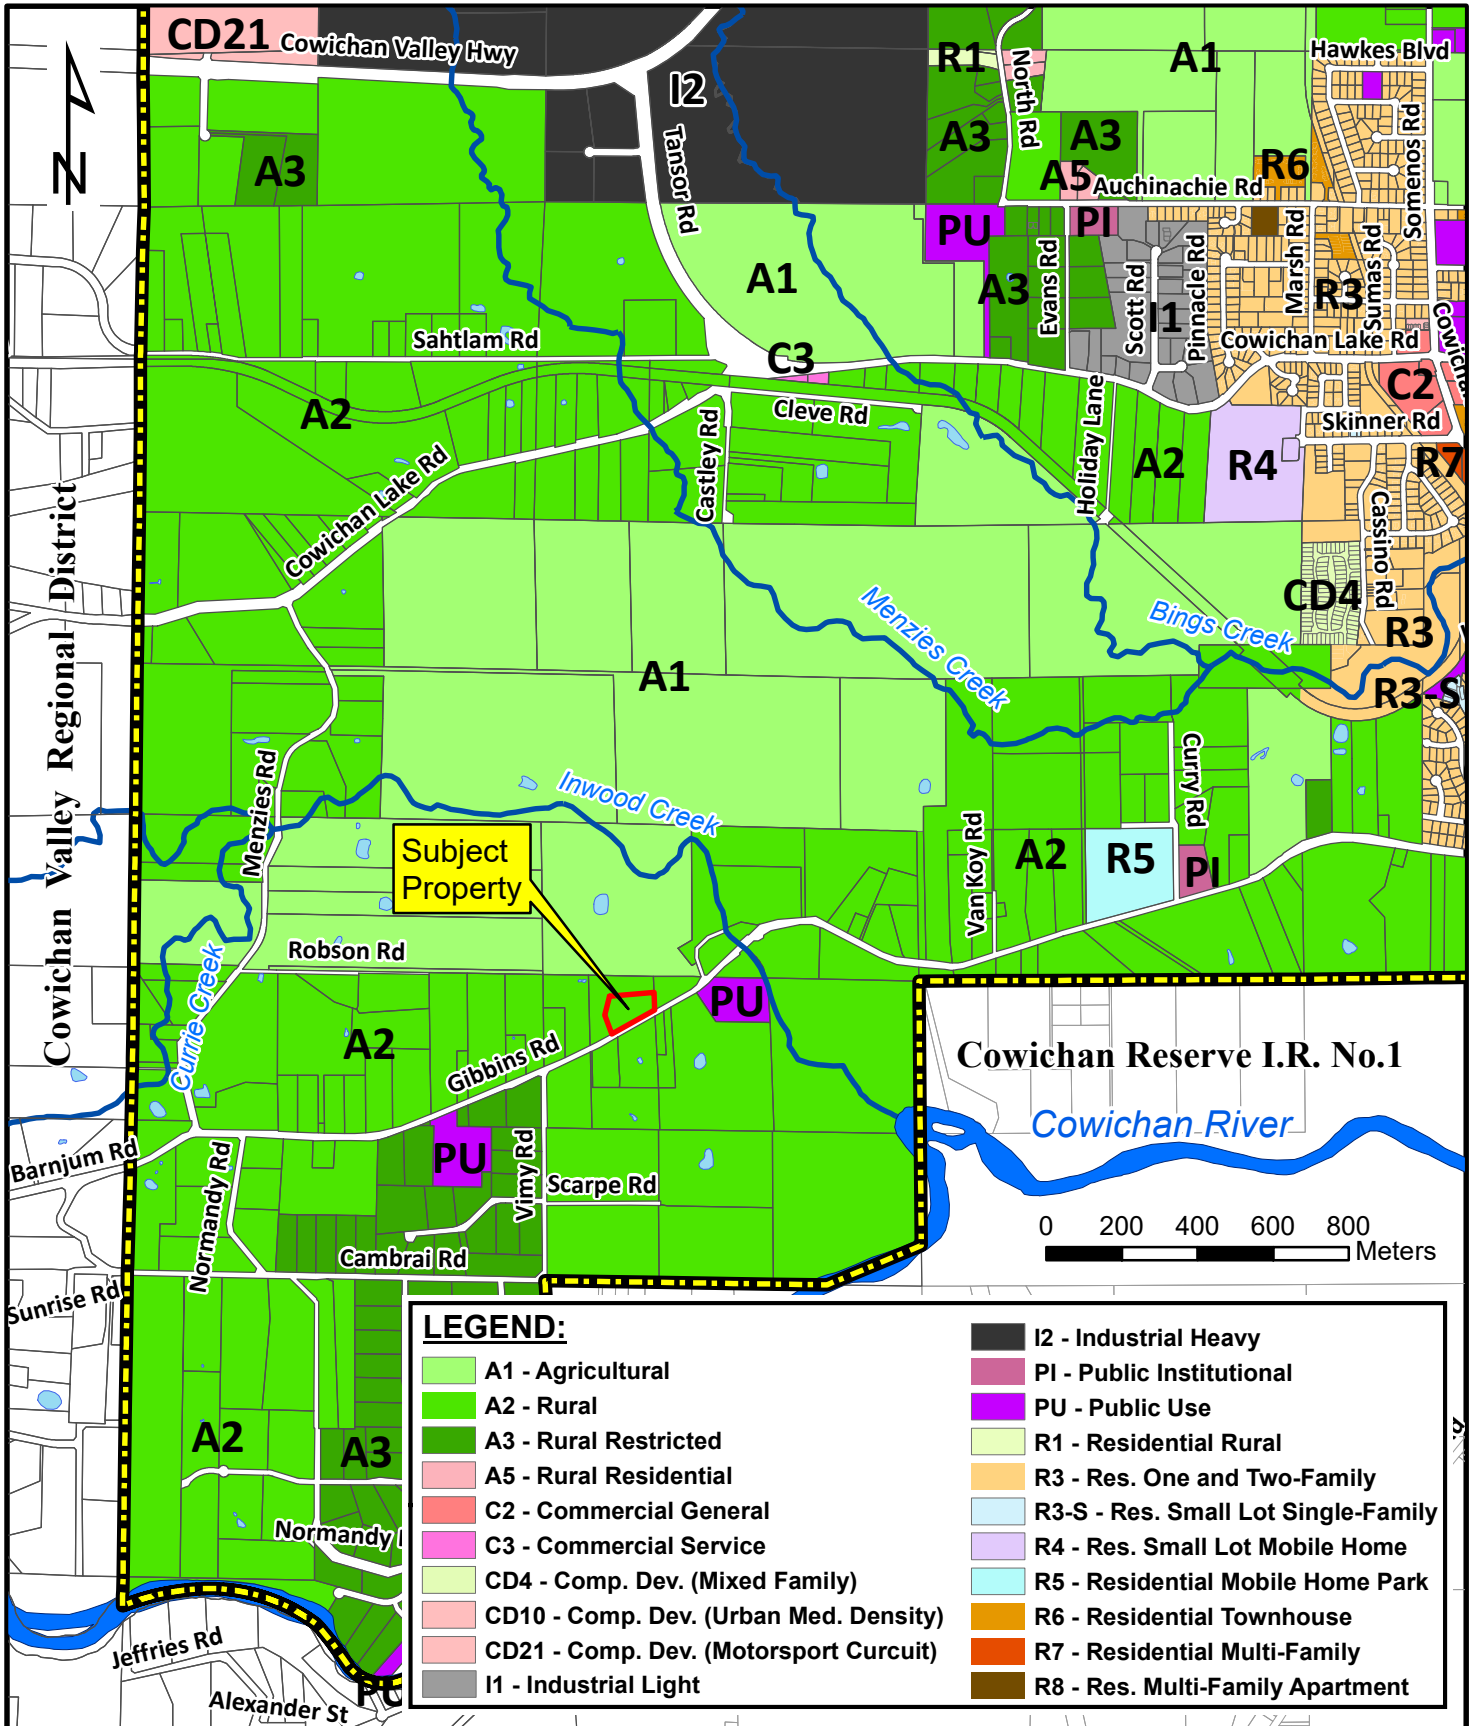 CD21
Cowichan Valley Hwy
I2
R1
North Rd
A1
Hawkes Blvd
N
A3
Tansor Rd
A3
A3
A5
Auchinachie Rd
R6
Somenos Rd
PU
PI
A1
A3
Evans Rd
Scott Rd
I1
Pinnacle Rd
Marsh Rd
R3
Sumas Rd
Sahtlam Rd
C3
Cowichan Lake Rd
A2
Cleve Rd
C2
Skinner Rd
Castley Rd
Holiday Lane
A2
R4
R7
Cowichan Lake Rd
Cassino Rd
Cowichan Valley Regional District
Menzies Creek
Bings Creek
CD4
R3
A1
R3-S
Menzies Rd
Inwood Creek
Curry Rd
Subject
Property
Van Koy Rd
A2
R5
PI
Robson Rd
Currie Creek
A2
PU
Gibbins Rd
Cowichan Reserve I.R. No.1
Cowichan River
Barnjum Rd
Normandy Rd
PU
Vimy Rd
Scarpe Rd
Cambrai Rd
0 200 400 600 800
Meters
Sunrise Rd
A2
A3
Normandy
Jeffries Rd
Alexander St
PU
LEGEND:
A1 - Agricultural
A2 - Rural
A3 - Rural Restricted
A5 - Rural Residential
C2 - Commercial General
C3 - Commercial Service
CD4 - Comp. Dev. (Mixed Family)
CD10 - Comp. Dev. (Urban Med. Density)
CD21 - Comp. Dev. (Motorsport Curcuit)
I1 - Industrial Light
I2 - Industrial Heavy
PI - Public Institutional
PU - Public Use
R1 - Residential Rural
R3 - Res. One and Two-Family
R3-S - Res. Small Lot Single-Family
R4 - Res. Small Lot Mobile Home
R5 - Residential Mobile Home Park
R6 - Residential Townhouse
R7 - Residential Multi-Family
R8 - Res. Multi-Family Apartment